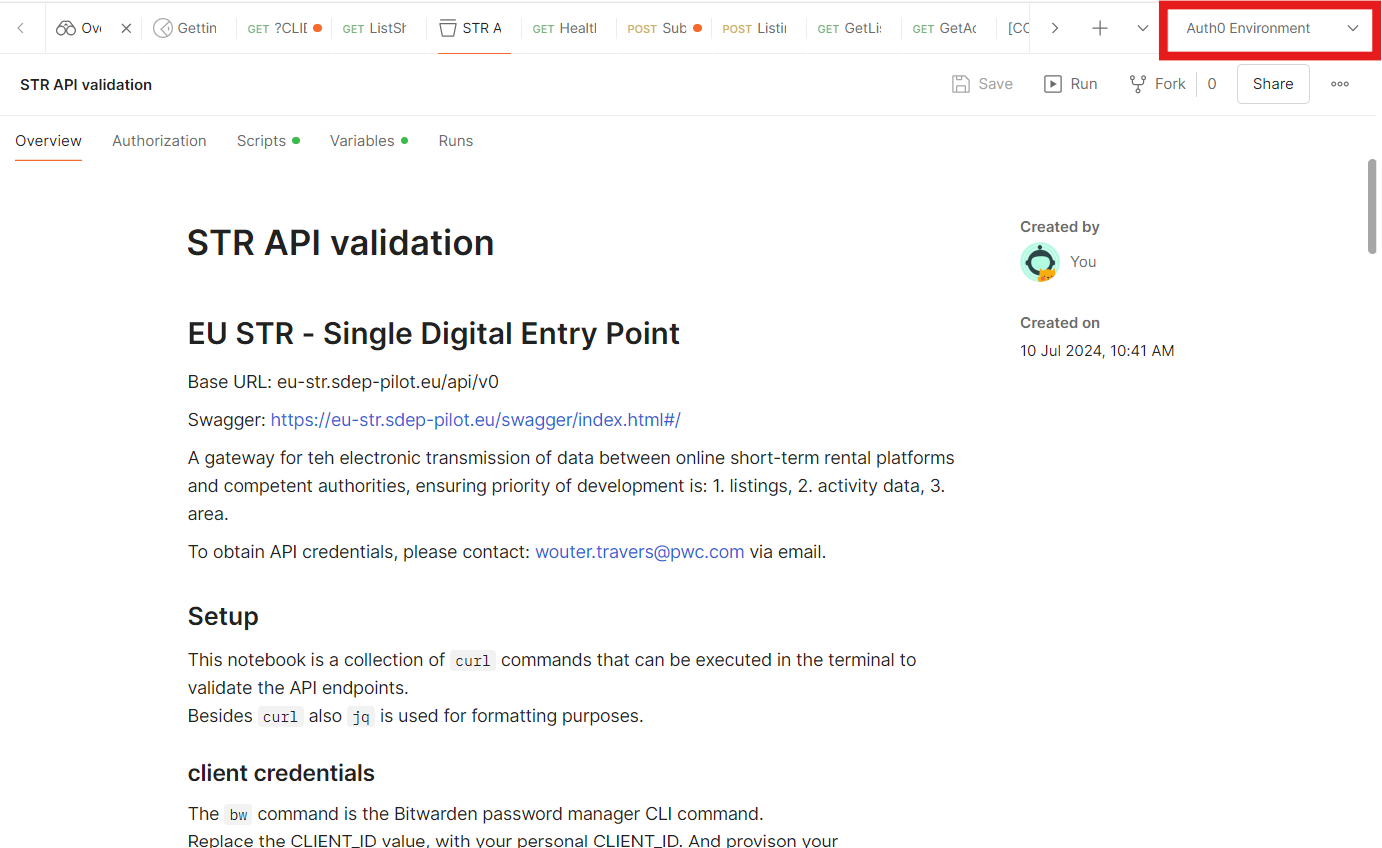 Ove
Gettin
GET ?CLIE
GET ListSh
STR A
GET Healt
POST Sub
POST Listin
GET GetLi
GET GetAc
[CC
Auth0 Environment
STR API validation
Save
Run
Fork 0
Share
Overview
Authorization
Scripts
Variables
Runs
STR API validation
EU STR - Single Digital Entry Point
Base URL: eu-str.sdep-pilot.eu/api/v0
Swagger: https://eu-str.sdep-pilot.eu/swagger/index.html#/
A gateway for teh electronic transmission of data between online short-term rental platforms
and competent authorities, ensuring priority of development is: 1. listings, 2. activity data, 3.
area.
To obtain API credentials, please contact: wouter.travers@pwc.com via email.
Setup
This notebook is a collection of curl commands that can be executed in the terminal to
validate the API endpoints.
Besides curl also jq is used for formatting purposes.
client credentials
The bw command is the Bitwarden password manager CLI command.
Replace the CLIENT_ID value, with your personal CLIENT_ID. And provison your
Created by
You
Created on
10 Jul 2024, 10:41 AM